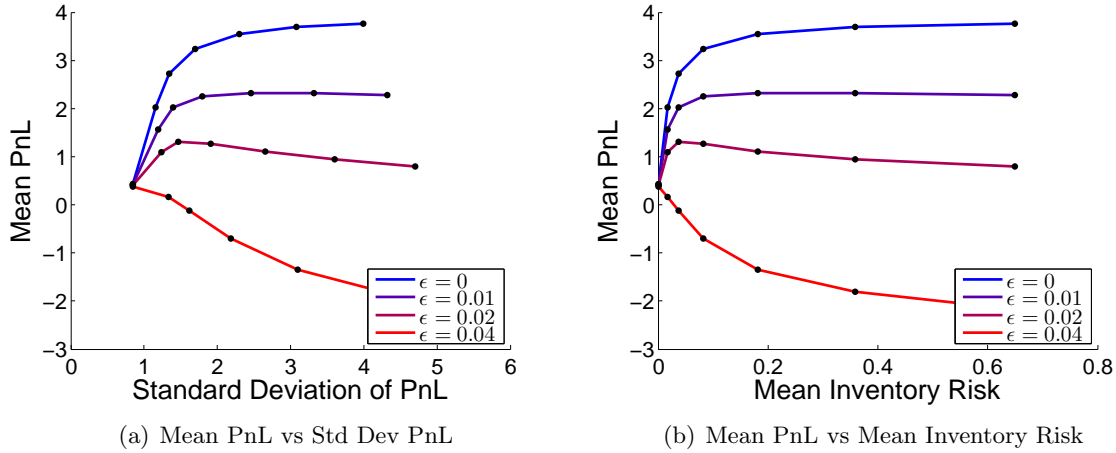 4
3
2
1
0
−1
−2
−3
Mean PnL
1 2 3 4 5 6
Standard Deviation of PnL
ϵ = 0
ϵ = 0.01
ϵ = 0.02
ϵ = 0.04
(a) Mean PnL vs Std Dev PnL
4
3
2
1
0
−1
−2
−3
Mean PnL
0 0.2 0.4 0.6 0.8
Mean Inventory Risk
ϵ = 0
ϵ = 0.01
ϵ = 0.02
ϵ = 0.04
(b) Mean PnL vs Mean Inventory Risk